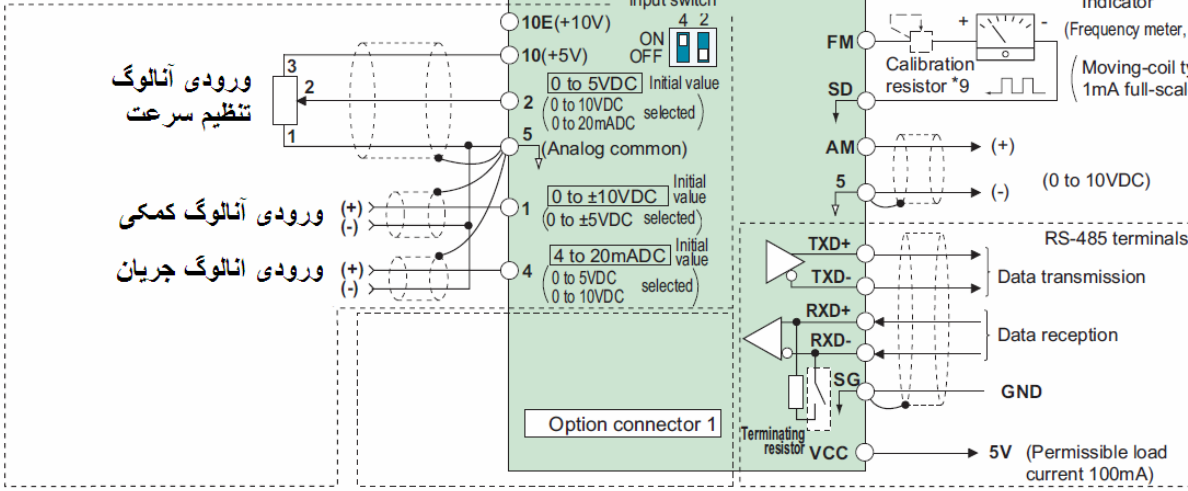 Input switch
10E(+10V)
4 2
ON
OFF
10(+5V)
ورودی آنالوگ
تنظیم سرعت
3
2
1
2
0 to 5VDC Initial value
(0 to 10VDC
0 to 20mADC selected)
5
(Analog common)
ورودی آنالوگ کمکی
(+)
(-)
1
0 to ±10VDC Initial value
(0 to ±5VDC selected)
ورودی انالوگ جریان
(+)
(-)
4
4 to 20mADC Initial value
(0 to 5VDC
0 to 10VDC selected)
Option connector 1
Indicator
+ -
(Frequency meter,
FM
Calibration
resistor *9
(Moving-coil
1mA
SD
AM
(+)
5
(-)
(0 to 10VDC)
RS-485 terminals
TXD+
TXD-
Data transmission
RXD+
RXD-
Data reception
SG
GND
Terminating
resistor
VCC
5V (Permissible load
current 100mA)